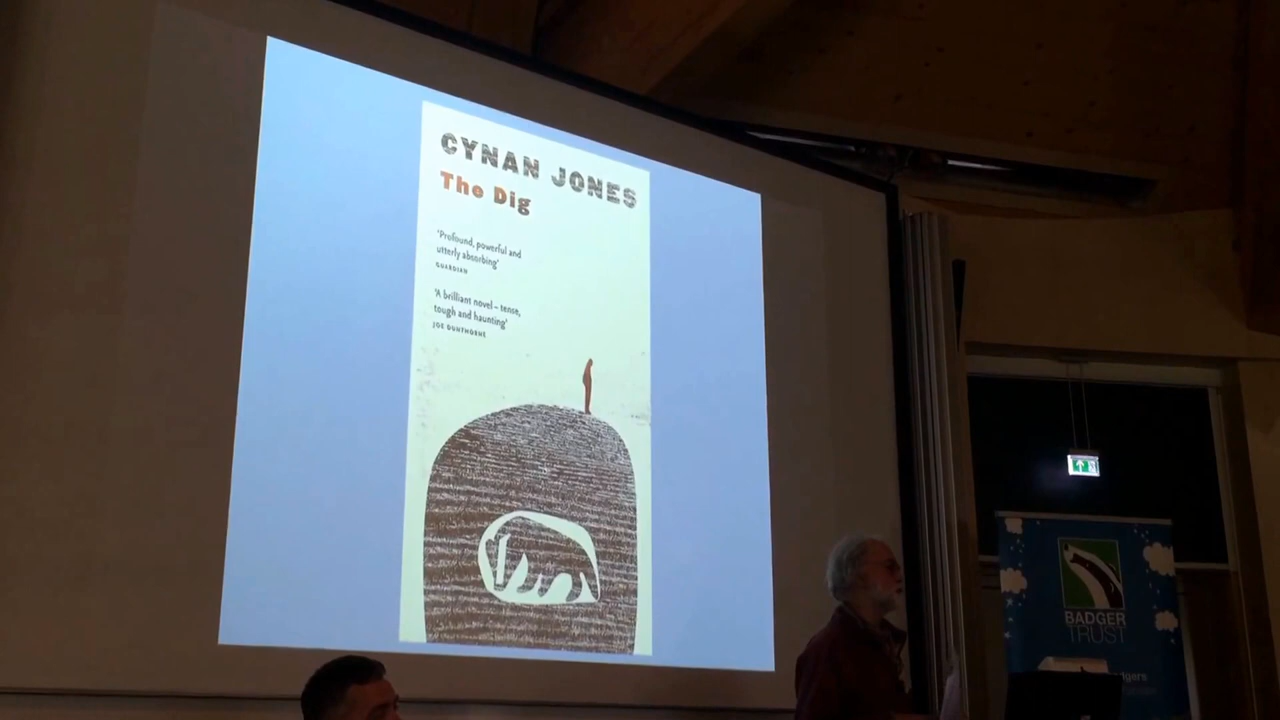 CYNAN JONES
The Dig
'Profound, powerful and
utterly absorbing'
GUARDIAN
'A brilliant novel – tense,
tough and haunting'
JOE DUNTHORNE
BADGER
TRUST